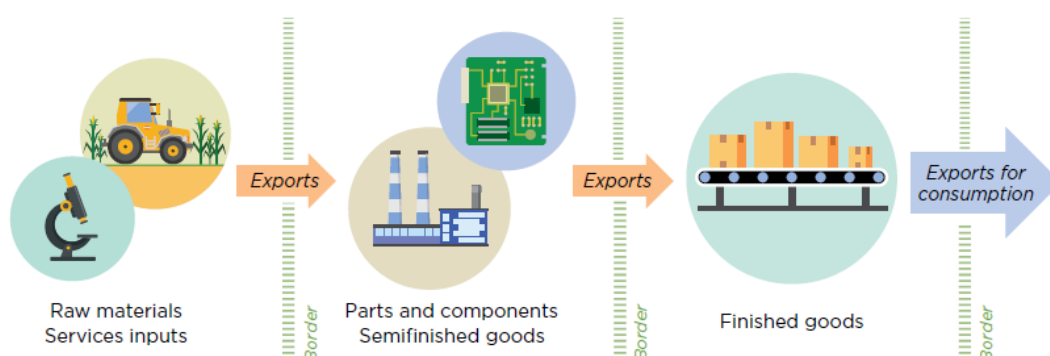 Exports
Exports
Exports for
consumption
Raw materials
Services inputs
Border
Parts and components
Semifinished goods
Border
Finished goods
Border